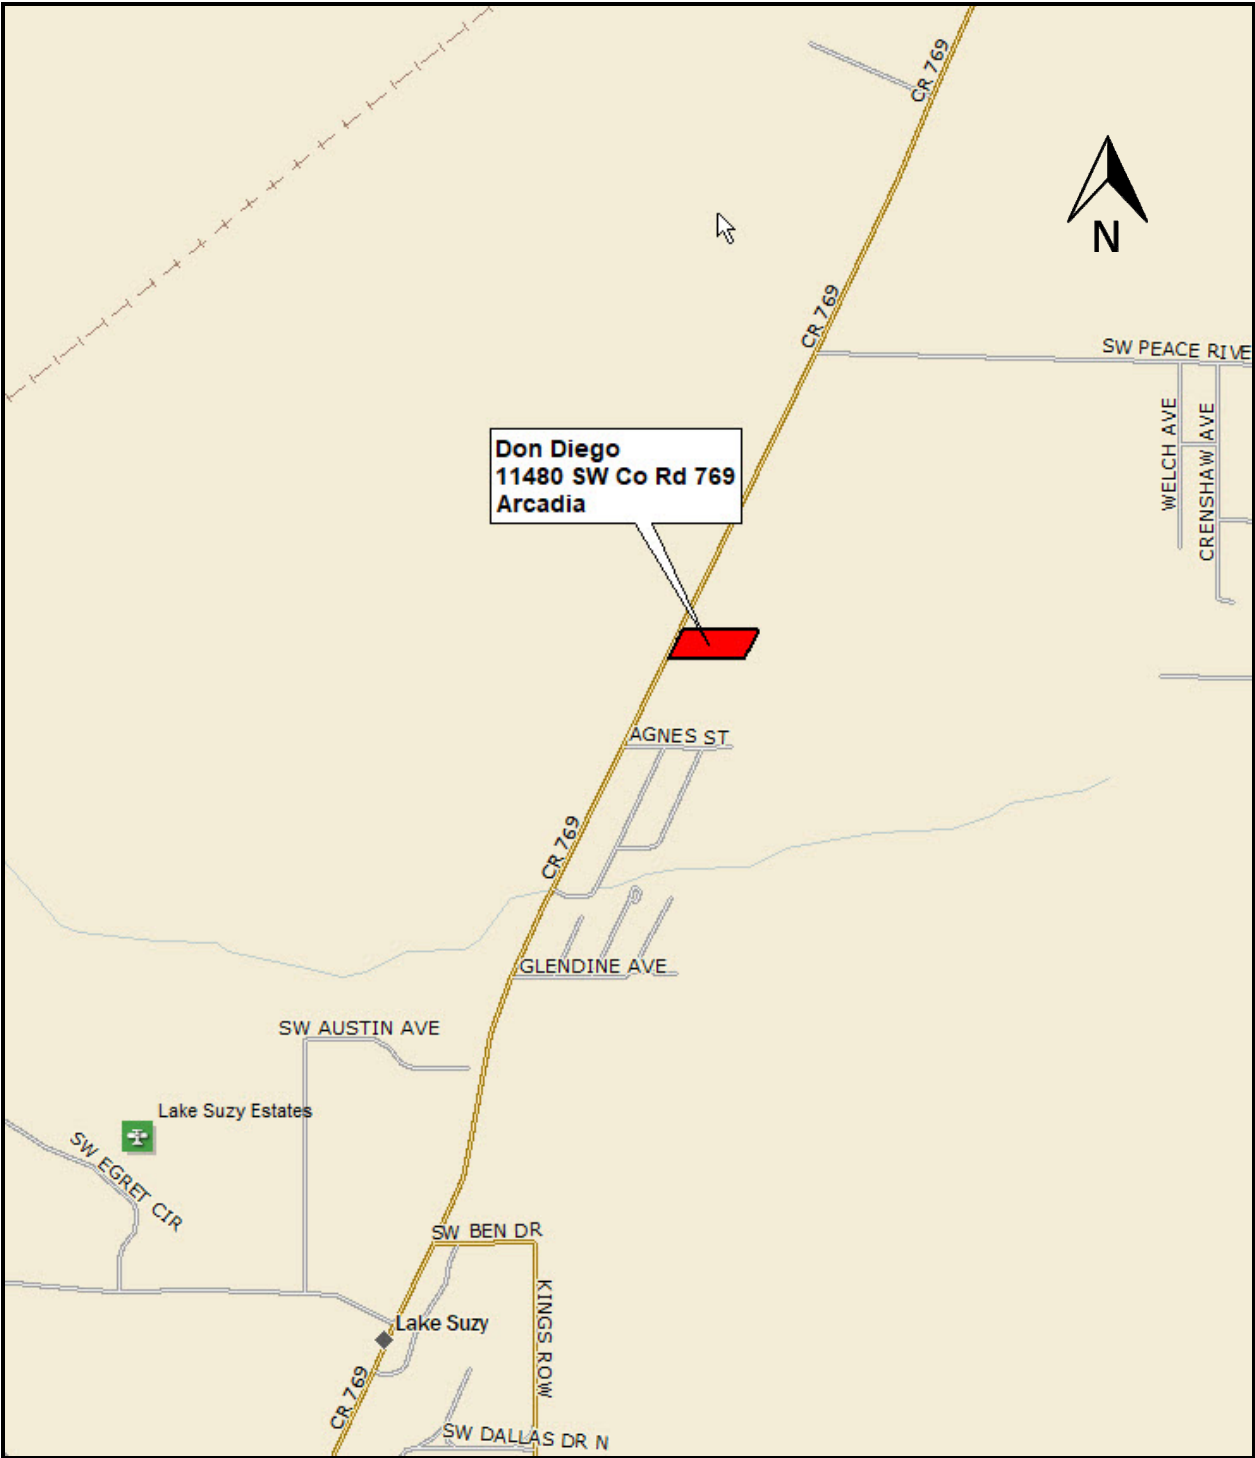 CR 769
N
CR 769
SW PEACE RIVE
WELCH AVE
CRENSHAW AVE
Don Diego
11480 SW Co Rd 769
Arcadia
AGNES ST
CR 769
GLENDINE AVE
SW AUSTIN AVE
Lake Suzy Estates
SW EGRET CIR
SW BEN DR
KINGS ROW
Lake Suzy
CR 769
SW DALLAS DR N